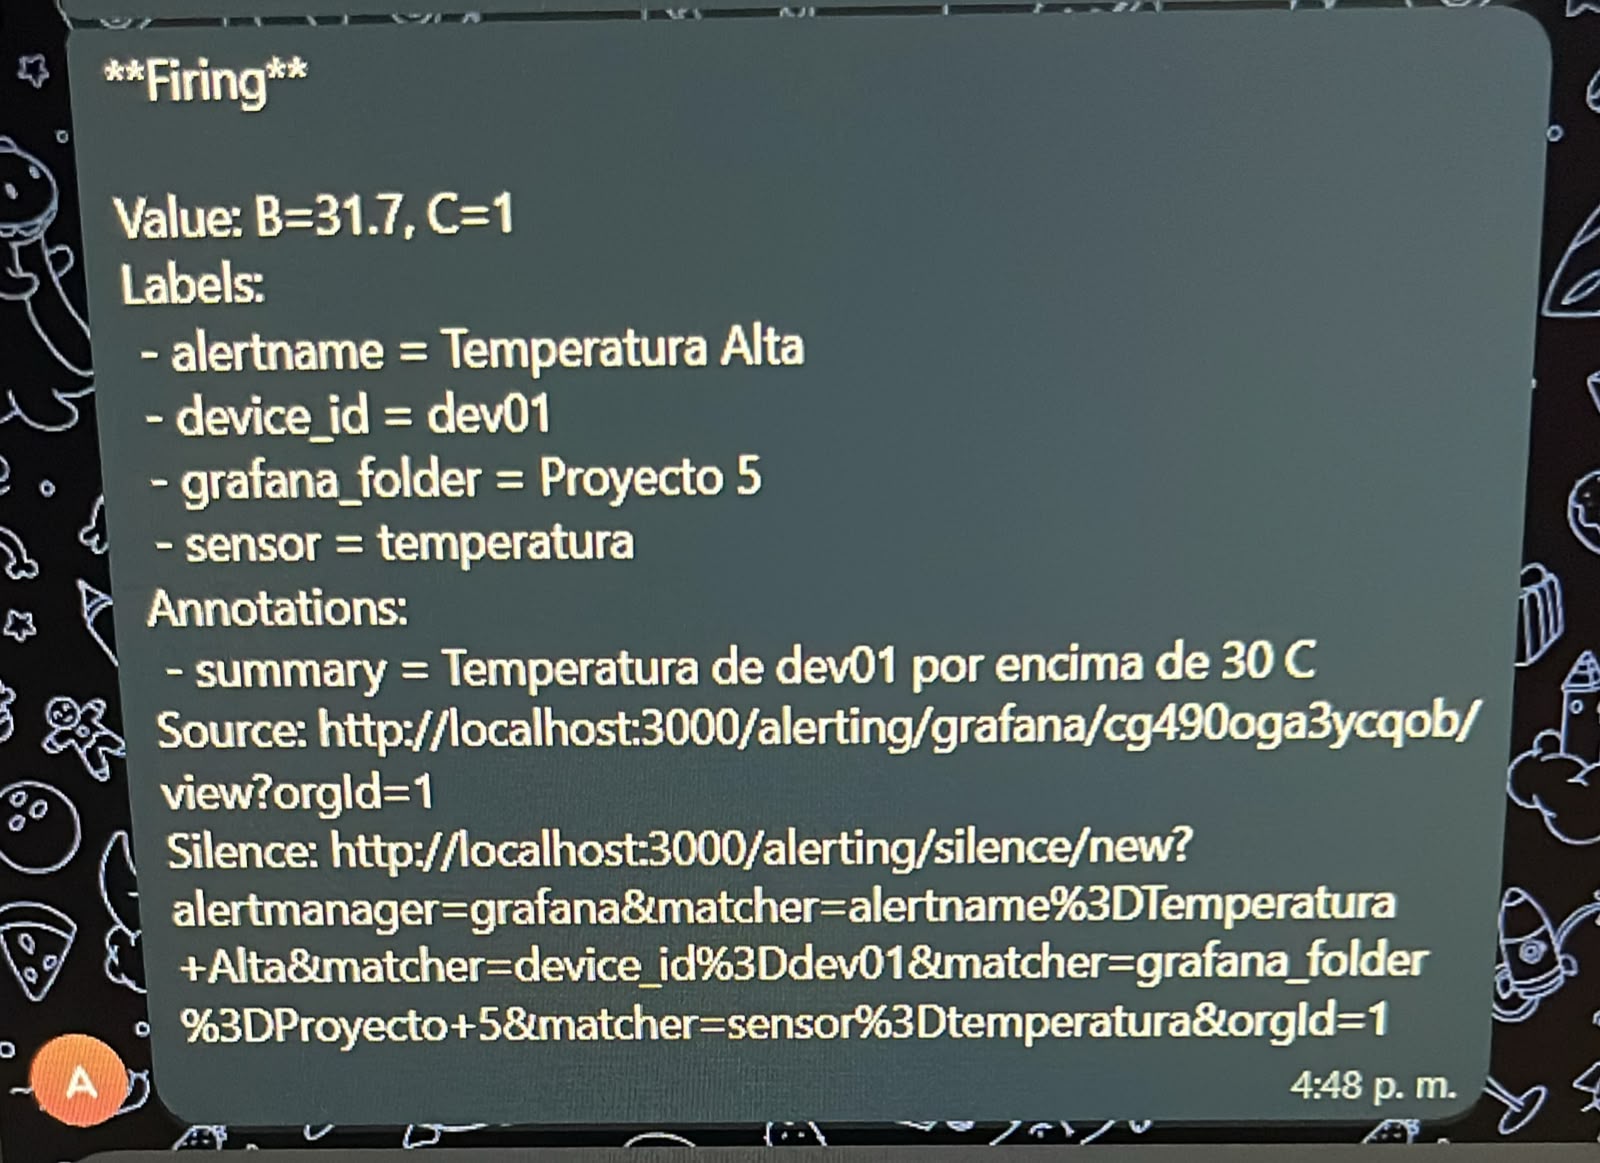 **Firing**
Value: B=31.7, C=1
Labels:
- alertname = Temperatura Alta
- device_id = dev01
- grafana_folder = Proyecto 5
- sensor = temperatura
Annotations:
- summary = Temperatura de dev01 por encima de 30 C
Source: http://localhost:3000/alerting/grafana/cg490oga3ycqob/
view?orgId=1
Silence: http://localhost:3000/alerting/silence/new?
alertmanager=grafana&matcher=alertname%3DTemperatura
+Alta&matcher=device_id%3Ddev01&matcher=grafana_folder
%3DProyecto+5&matcher=sensor%3Dtemperatura&orgId=1
A
4:48 p. m.